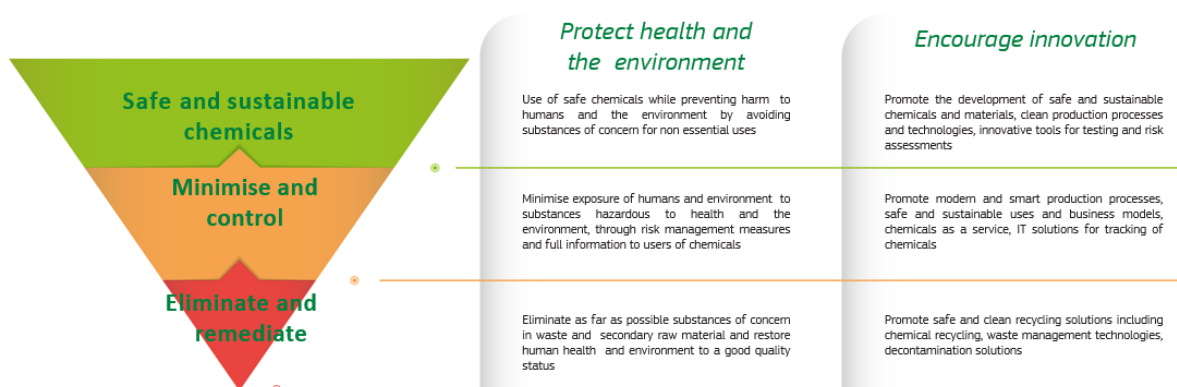 Safe and sustainable
chemicals
Minimise and
control
Eliminate and
remediate
Protect health and
the environment
Use of safe chemicals while preventing harm to
humans and the environment by avoiding
substances of concern for non essential uses
Minimise exposure of humans and environment to
substances hazardous to health and the
environment, through risk management measures
and full information to users of chemicals
Eliminate as far as possible substances of concern
in waste and secondary raw material and restore
human health and environment to a good quality
status
Encourage innovation
Promote the development of safe and sustainable
chemicals and materials, clean production processes
and technologies, innovative tools for testing and risk
assessments
Promote modern and smart production processes,
safe and sustainable uses and business models,
chemicals as a service, IT solutions for tracking of
chemicals
Promote safe and clean recycling solutions including
chemical recycling, waste management technologies,
decontamination solutions